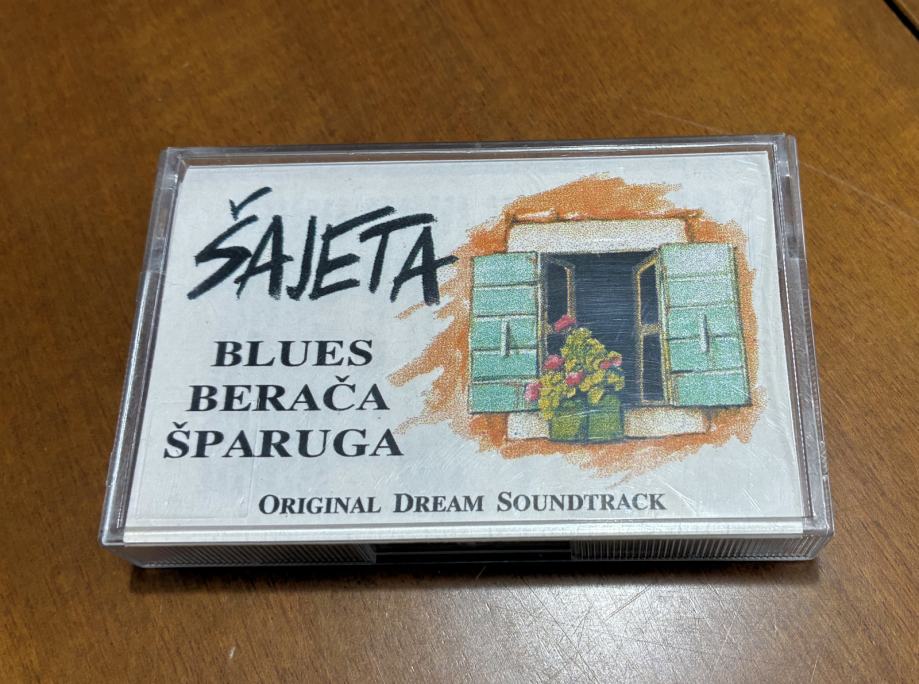 ŠAJETA
BLUES
BERAČA
ŠPARUGA
ORIGINAL DREAM SOUNDTRACK